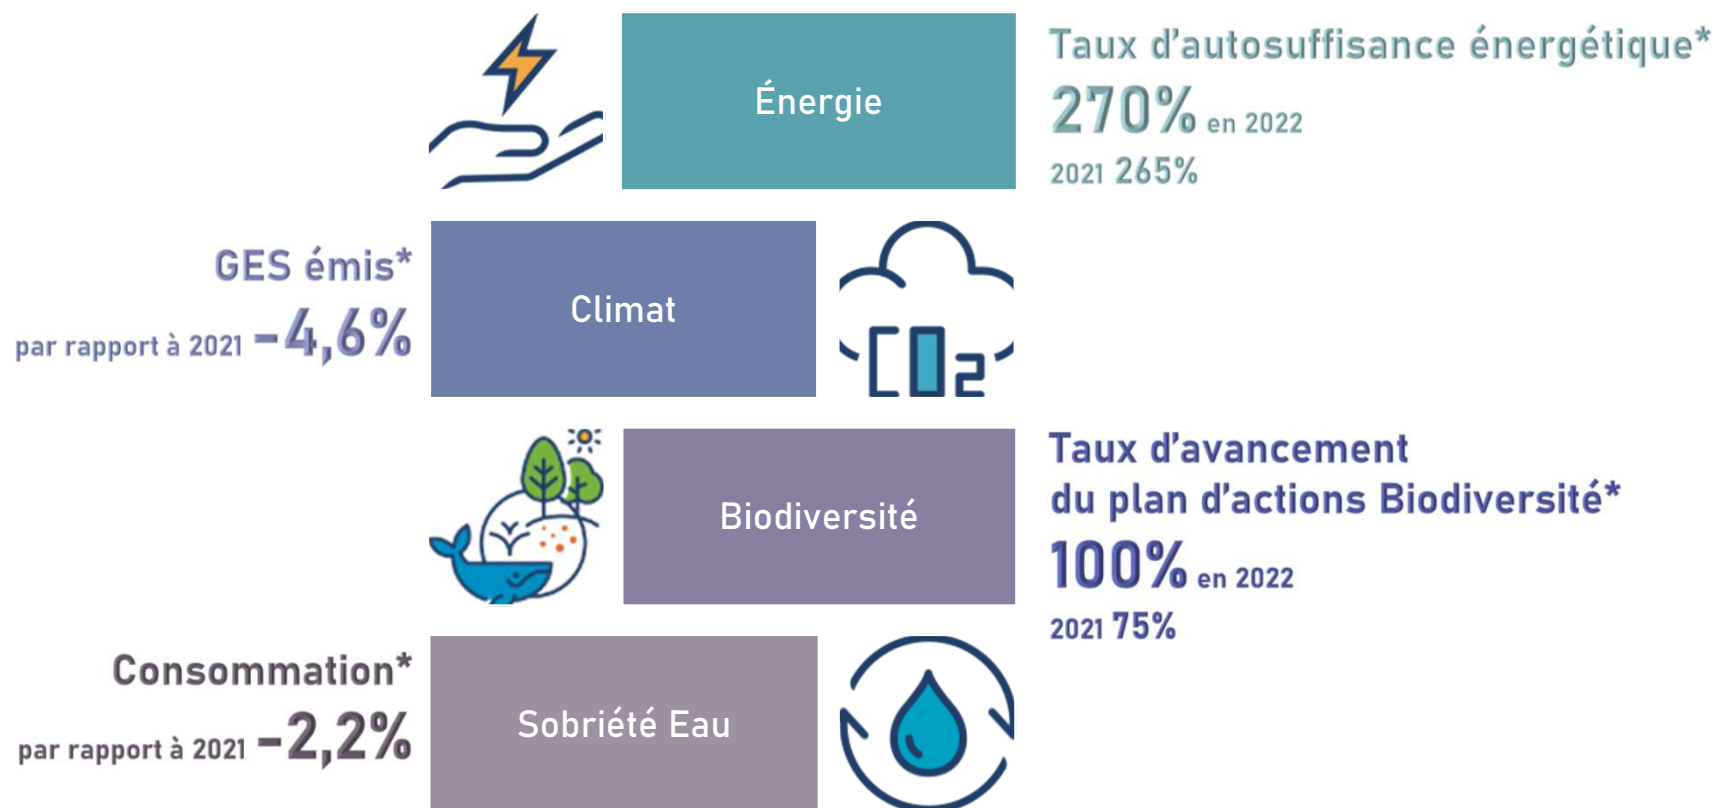 Énergie
Taux d'autosuffisance énergétique*
270% en 2022
2021 265%
GES émis*
par rapport à 2021 -4,6%
Climat
CO2
Biodiversité
Taux d'avancement
du plan d'actions Biodiversité*
100% en 2022
2021 75%
Consommation*
par rapport à 2021 -2,2%
Sobriété Eau